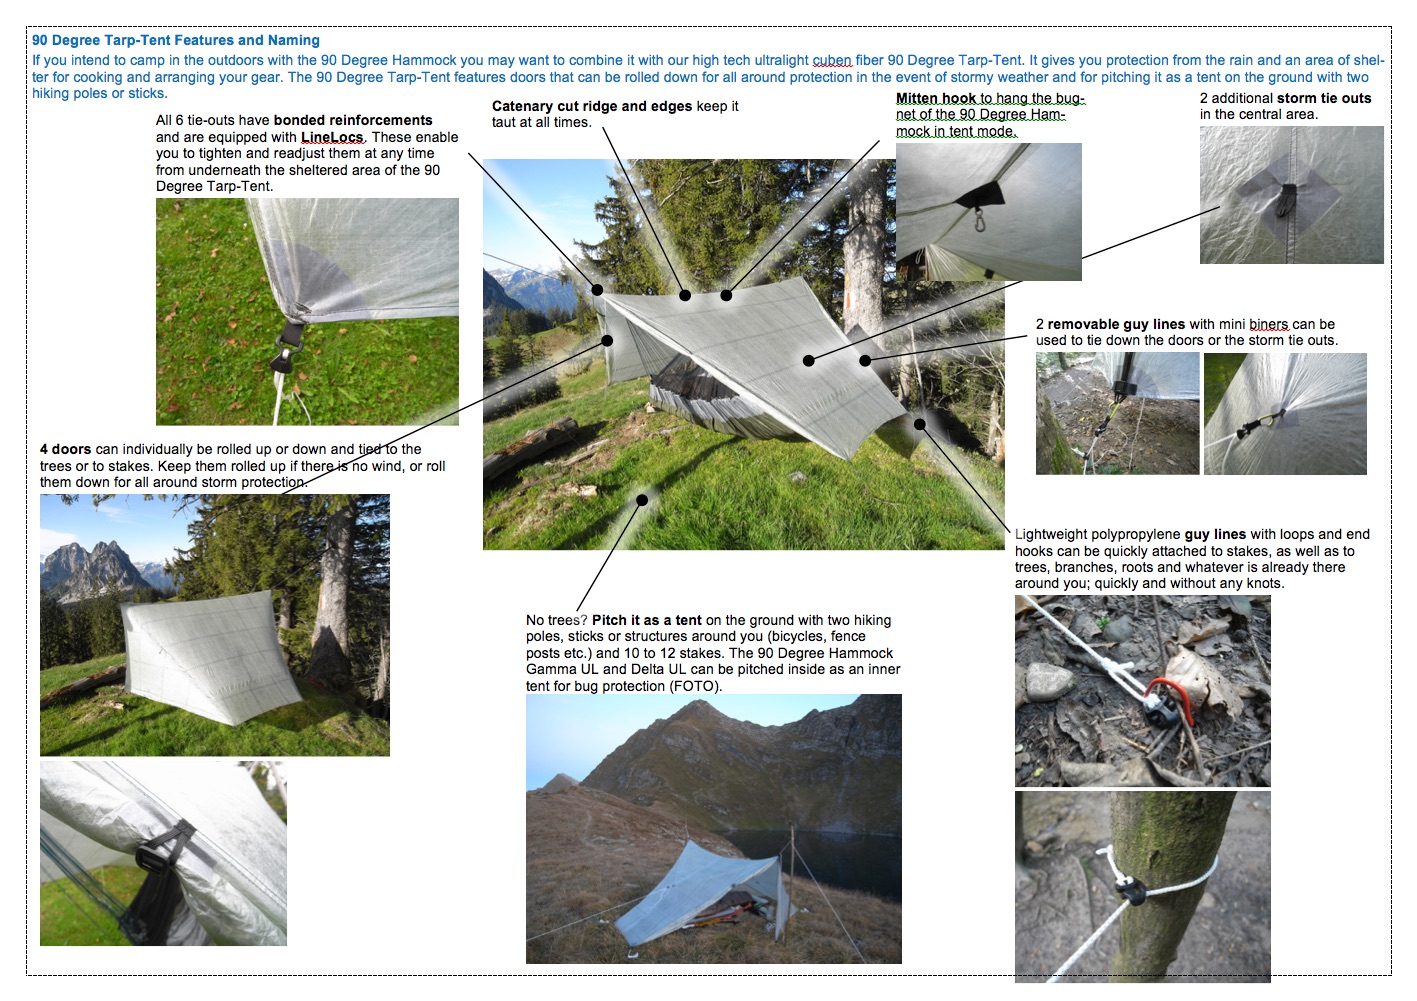 90 Degree Tarp-Tent Features and Naming
If you intend to camp in the outdoors with the 90 Degree Hammock you may want to combine it with our high tech ultralight cuben fiber 90 Degree Tarp-Tent. It gives you protection from the rain and an area of shel-
ter for cooking and arranging your gear. The 90 Degree Tarp-Tent features doors that can be rolled down for all around protection in the event of stormy weather and for pitching it as a tent on the ground with two
hiking poles or sticks.
All 6 tie-outs have bonded reinforcements
and are equipped with LineLocs. These enable
you to tighten and readjust them at any time
from underneath the sheltered area of the 90
Degree Tarp-Tent.
Catenary cut ridge and edges keep it
taut at all times.
Mitten hook to hang the bug-
net of the 90 Degree Ham-
mock in tent mode.
2 additional storm tie outs
in the central area.
2 removable guy lines with mini biners can be
used to tie down the doors or the storm tie outs.
4 doors can individually be rolled up or down and tied to the
trees or to stakes. Keep them rolled up if there is no wind, or roll
them down for all around storm protection.
Lightweight polypropylene guy lines with loops and end
hooks can be quickly attached to stakes, as well as to
trees, branches, roots and whatever is already there
around you; quickly and without any knots.
No trees? Pitch it as a tent on the ground with two hiking
poles, sticks or structures around you (bicycles, fence
posts etc.) and 10 to 12 stakes. The 90 Degree Hammock
Gamma UL and Delta UL can be pitched inside as an inner
tent for bug protection (FOTO).